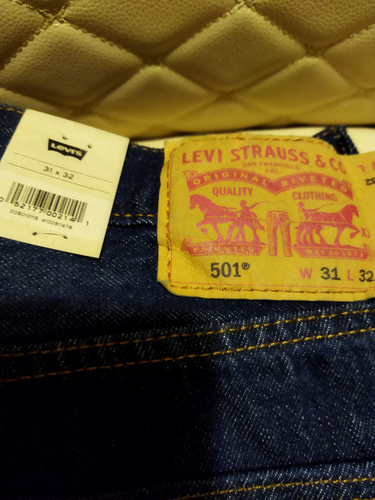 Levi's
31 x 32
LEVI STRAUSS & CO
SAN FRANCISCO
CAL.
ORIGINAL RIVETED
QUALITY CLOTHING
501® W 31 L 32